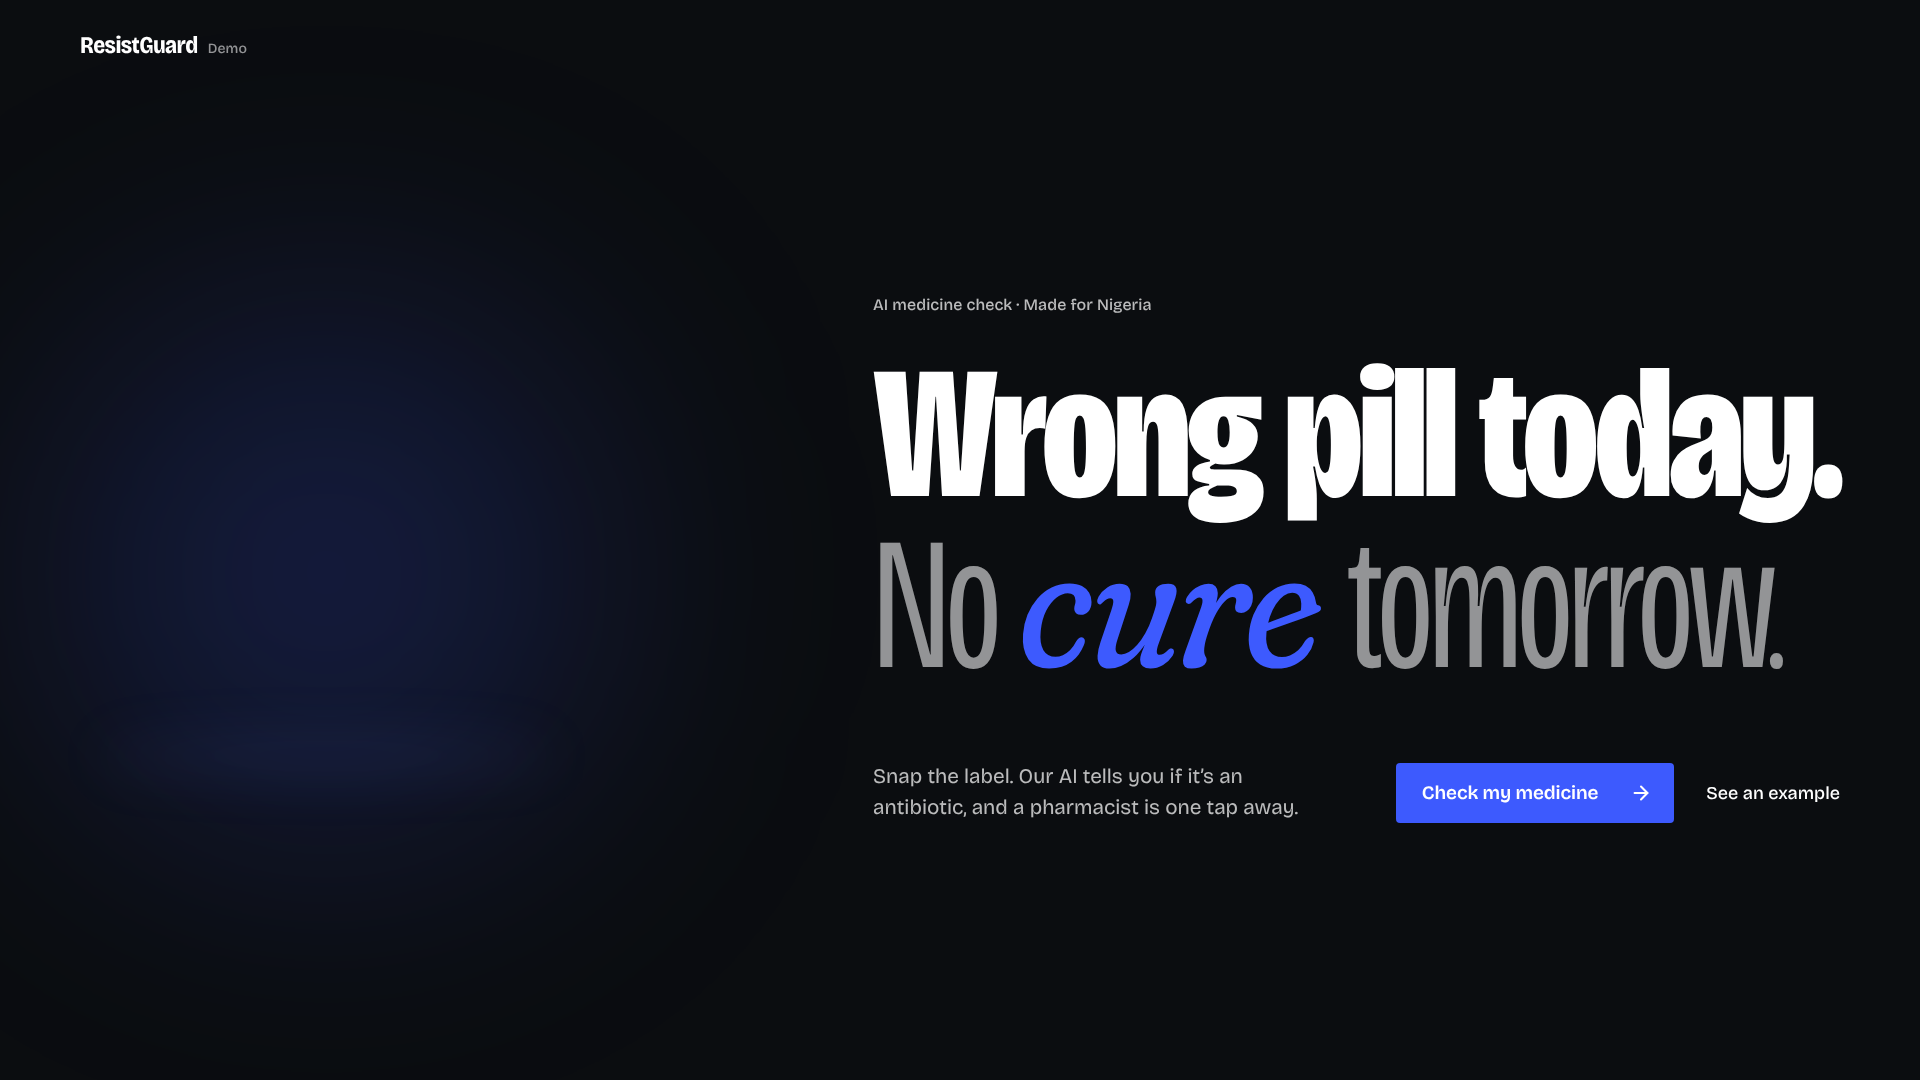 ResistGuard Demo
AI medicine check · Made for Nigeria
Wrong pill today.
No cure tomorrow.
Snap the label. Our AI tells you if it’s an
antibiotic, and a pharmacist is one tap away.
Check my medicine →
See an example